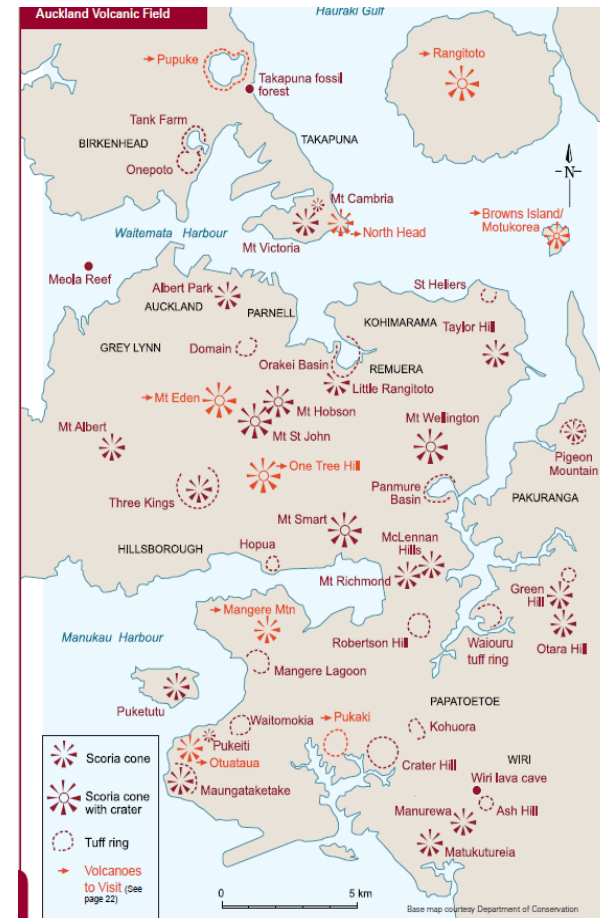 Auckland Volcanic Field
Hauraki Gulf
Pupuke
Rangitoto
Takapuna fossil
forest
Tank Farm
BIRKENHEAD
TAKAPUNA
Onepoto
N
Mt Cambria
Browns Island/
Motukorea
Waitemata Harbour
North Head
Mt Victoria
Meola Reef
St Heliers
Albert Park
AUCKLAND
PARNELL
KOHIMARAMA
Taylor Hill
GREY LYNN
Domain
Orakei Basin
REMUERA
Little Rangitoto
Mt Eden
Mt Hobson
Mt Albert
Mt St John
Mt Wellington
Pigeon
Mountain
One Tree Hill
Panmure
Basin
Three Kings
PAKURANGA
Mt Smart
McLennan
Hills
HILLSBOROUGH
Hopua
Mt Richmond
Green
Hill
Mangere Mtn
Manukau Harbour
Robertson Hill
Waiouru
tuff ring
Otara Hill
Mangere Lagoon
Puketutu
PAPATOETOE
Waitomokia
Pukaki
Kohuora
Pukeiti
Otuataua
Crater Hill
WIRI
Wiri lava cave
Maungataketake
Ash Hill
Manurewa
Matukutureia
Scoria cone
Scoria cone
with crater
Tuff ring
Volcanoes
to Visit (See
page 22)
0 5 km
Base map courtesy Department of Conservation